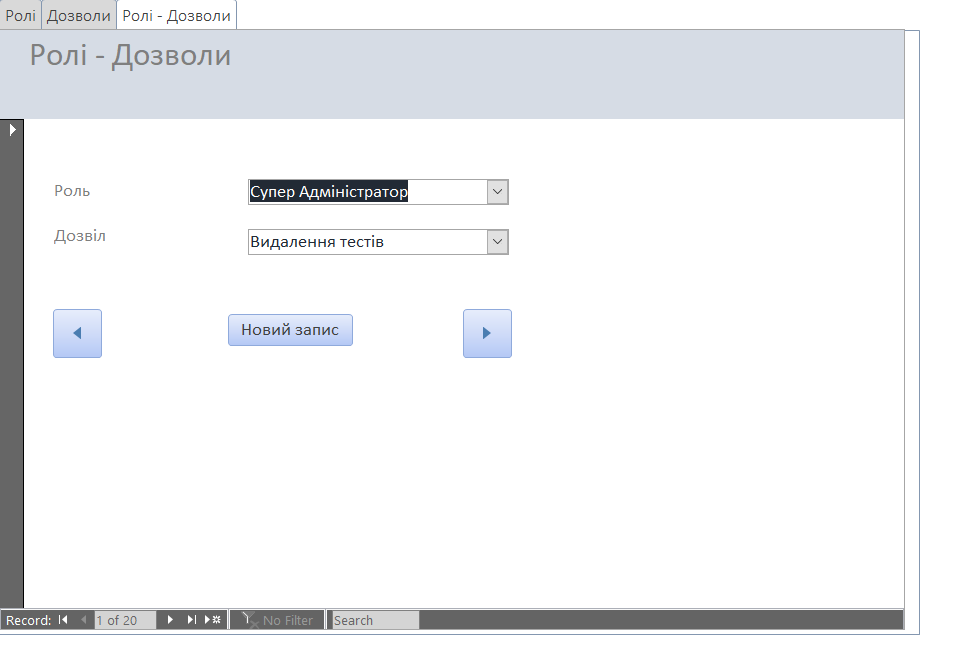 Ролі Дозволи Ролі - Дозволи
Ролі - Дозволи
Роль Супер Адміністратор
Дозвіл Видалення тестів
Новий запис
Record: 1 of 20 No Filter Search